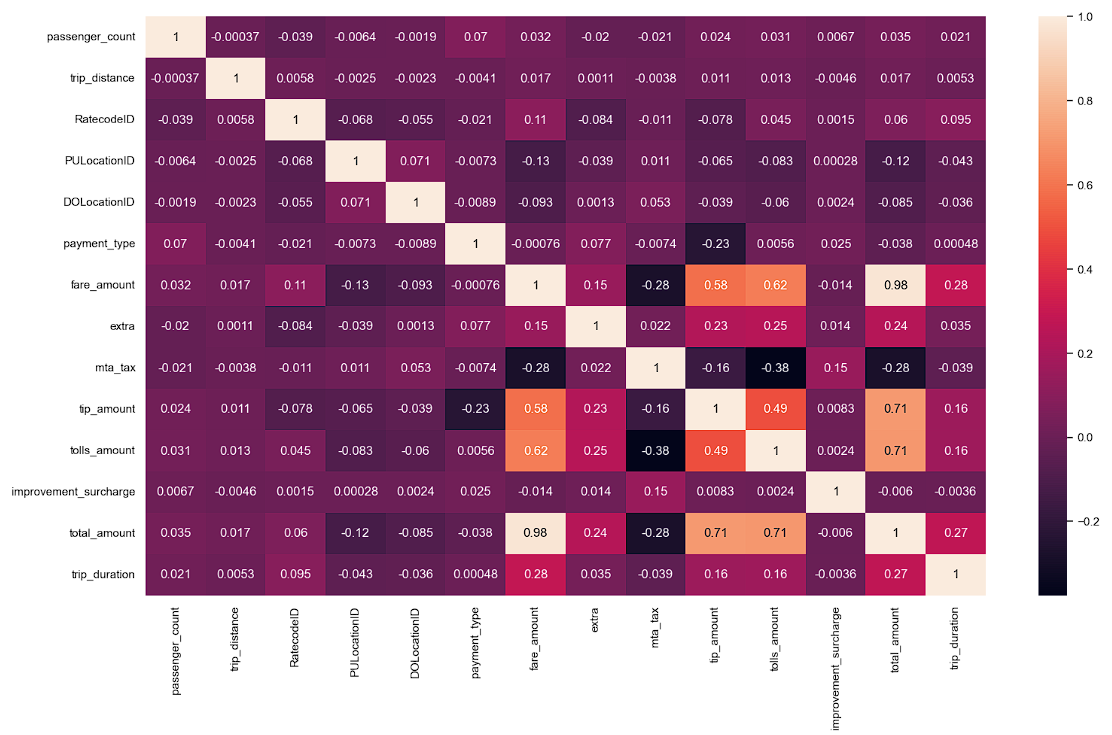 passenger_count 1 -0.00037 -0.039 -0.0064 -0.0019 0.07 0.032 -0.02 -0.021 0.024 0.031 0.0067 0.035 0.021
trip_distance -0.00037 1 0.0058 -0.0025 -0.0023 -0.0041 0.017 0.0011 -0.0038 0.011 0.013 -0.0046 0.017 0.0053
RatecodeID -0.039 0.0058 1 -0.068 -0.055 -0.021 0.11 -0.084 -0.011 -0.078 0.045 0.0015 0.06 0.095
PULocationID -0.0064 -0.0025 -0.068 1 0.071 -0.0073 -0.13 -0.039 0.011 -0.065 -0.083 0.00028 -0.12 -0.043
DOLocationID -0.0019 -0.0023 -0.055 0.071 1 -0.0089 -0.093 0.0013 0.053 -0.039 -0.06 0.0024 -0.085 -0.036
payment_type 0.07 -0.0041 -0.021 -0.0073 -0.0089 1 -0.00076 0.077 -0.0074 -0.23 0.0056 0.025 -0.038 0.00048
fare_amount 0.032 0.017 0.11 -0.13 -0.093 -0.00076 1 0.15 -0.28 0.58 0.62 -0.014 0.98 0.28
extra -0.02 0.0011 -0.084 -0.039 0.0013 0.077 0.15 1 0.022 0.23 0.25 0.014 0.24 0.035
mta_tax -0.021 -0.0038 -0.011 0.011 0.053 -0.0074 -0.28 0.022 1 -0.16 -0.38 0.15 -0.28 -0.039
tip_amount 0.024 0.011 -0.078 -0.065 -0.039 -0.23 0.58 0.23 -0.16 1 0.49 0.0083 0.71 0.16
tolls_amount 0.031 0.013 0.045 -0.083 -0.06 0.0056 0.62 0.25 -0.38 0.49 1 0.0024 0.71 0.16
improvement_surcharge 0.0067 -0.0046 0.0015 0.00028 0.0024 0.025 -0.014 0.014 0.15 0.0083 0.0024 1 -0.006 -0.0036
total_amount 0.035 0.017 0.06 -0.12 -0.085 -0.038 0.98 0.24 -0.28 0.71 0.71 -0.006 1 0.27
trip_duration 0.021 0.0053 0.095 -0.043 -0.036 0.00048 0.28 0.035 -0.039 0.16 0.16 -0.0036 0.27 1
passenger_count
trip_distance
RatecodeID
PULocationID
DOLocationID
payment_type
fare_amount
extra
mta_tax
tip_amount
tolls_amount
improvement_surcharge
total_amount
trip_duration
1.0
0.8
0.6
0.4
0.2
0.0
−0.2